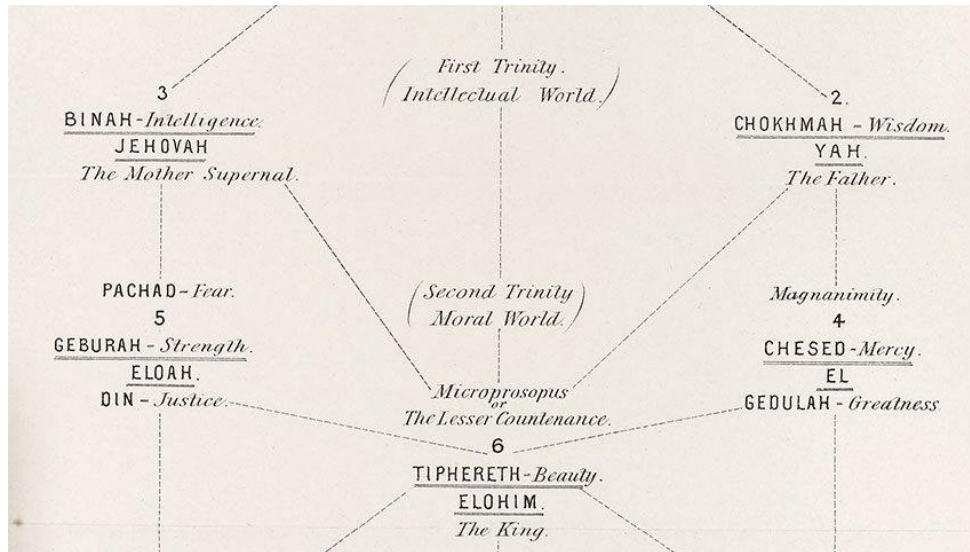 (First Trinity.
Intellectual World.)
3
BINAH-Intelligence.
JEHOVAH
The Mother Supernal.
2.
CHOKHMAH - Wisdom.
YAH.
The Father.
(Second Trinity
Moral World.)
PACHAD-Fear.
5
GEBURAH-Strength.
ELOAH.
DIN-Justice.
Magnanimity.
4
CHESED-Mercy.
EL
GEDULAH-Greatness
Microprosopus
or
The Lesser Countenance.
6
TIPHERETH-Beauty.
ELOHIM.
The King.